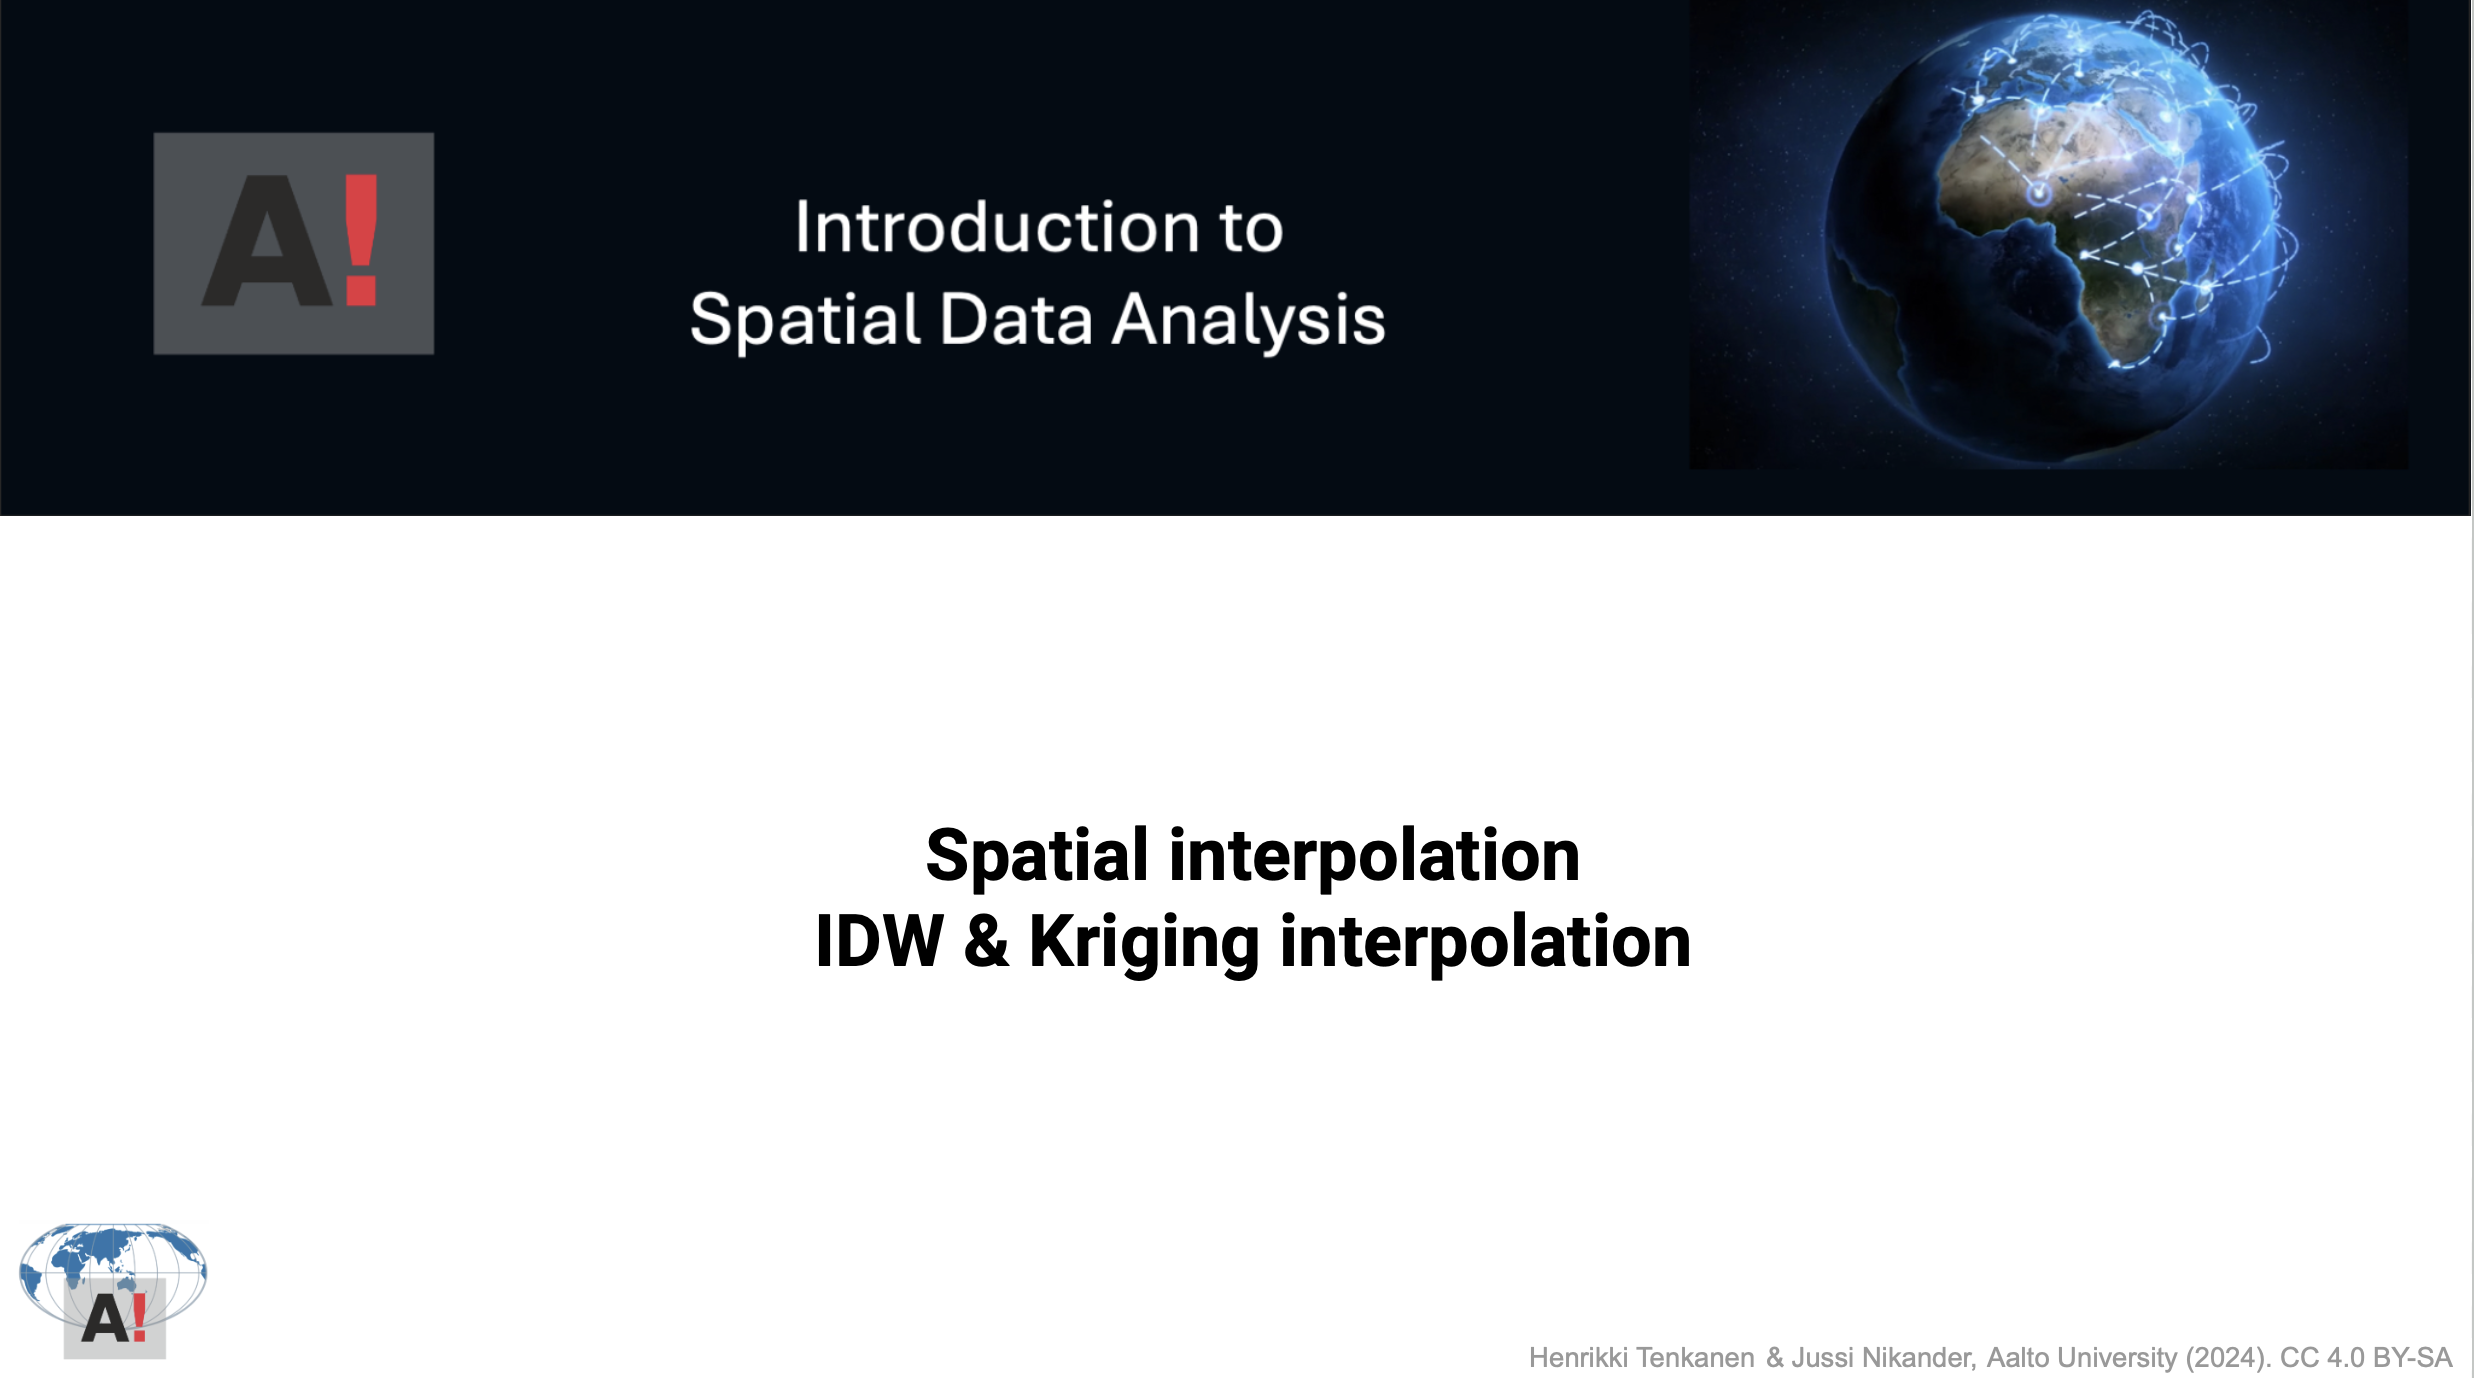 A!
Introduction to
Spatial Data Analysis
Spatial interpolation
IDW & Kriging interpolation
A!
Henrikki Tenkanen & Jussi Nikander, Aalto University (2024). CC 4.0 BY-SA